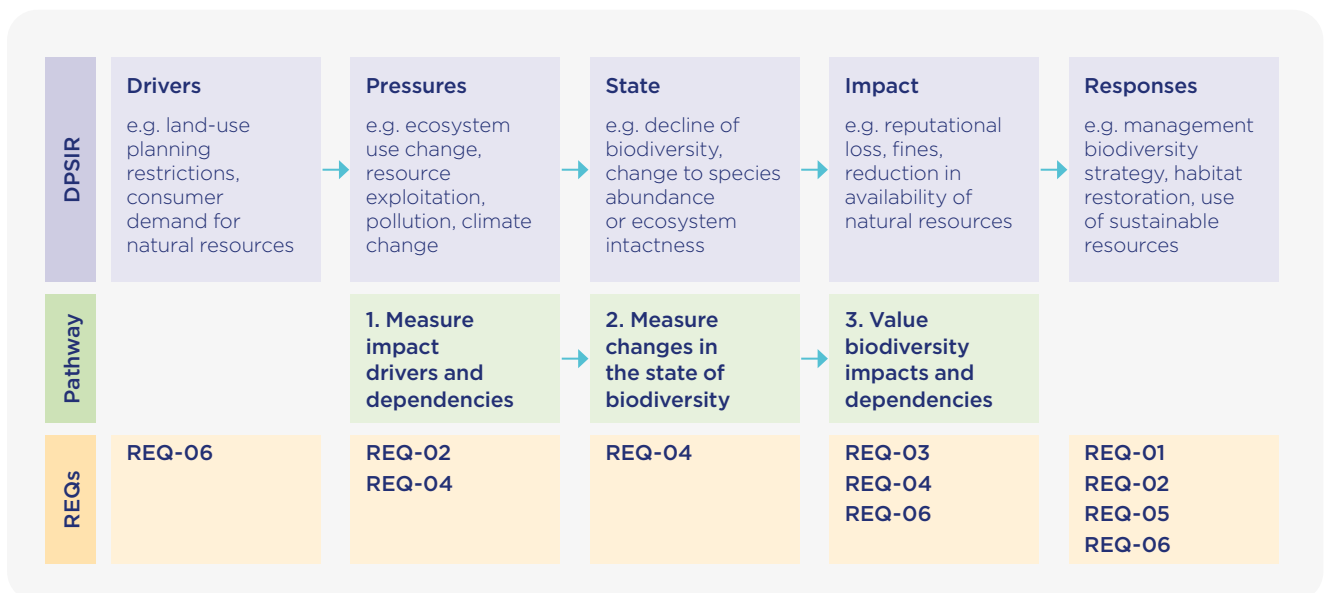 DPSIR
Drivers
e.g. land-use
planning
restrictions,
consumer
demand for
natural resources
Pressures
e.g. ecosystem
use change,
resource
exploitation,
pollution, climate
change
State
e.g. decline of
biodiversity,
change to species
abundance
or ecosystem
intactness
Impact
e.g. reputational
loss, fines,
reduction in
availability of
natural resources
Responses
e.g. management
biodiversity
strategy, habitat
restoration, use
of sustainable
resources
Pathway
1. Measure
impact
drivers and
dependencies
2. Measure
changes in
the state of
biodiversity
3. Value
biodiversity
impacts and
dependencies
REQs
REQ-06
REQ-02
REQ-04
REQ-04
REQ-03
REQ-04
REQ-06
REQ-01
REQ-02
REQ-05
REQ-06